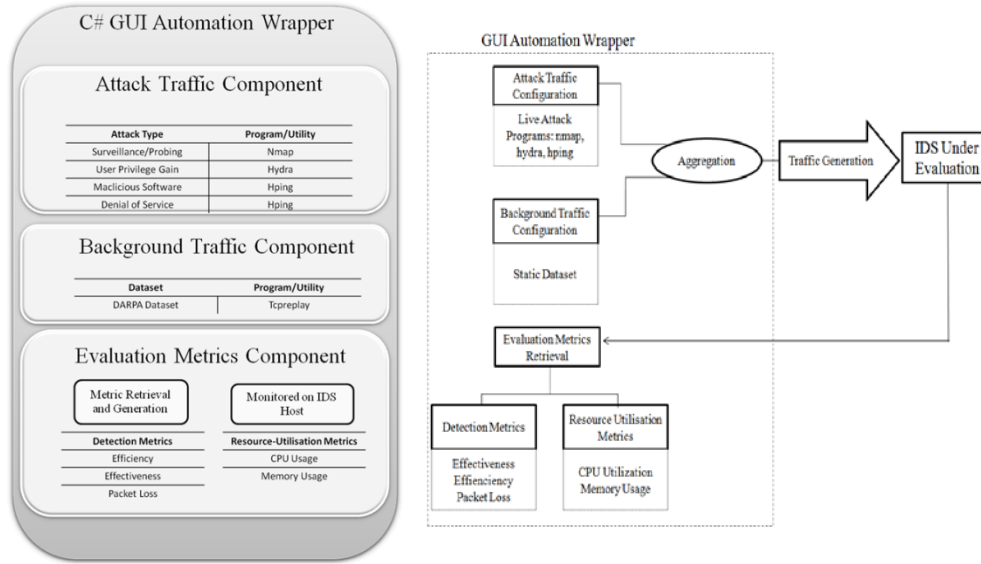 C# GUI Automation Wrapper
Attack Traffic Component
Attack Type Program/Utility
Surveillance/Probing Nmap
User Privilege Gain Hydra
Maclicious Software Hping
Denial of Service Hping
Background Traffic Component
Dataset Program/Utility
DARPA Dataset Tcpreplay
Evaluation Metrics Component
Metric Retrieval
and Generation
Monitored on IDS
Host
Detection Metrics
Efficiency
Effectiveness
Packet Loss
Resource-Utilisation Metrics
CPU Usage
Memory Usage
GUI Automation Wrapper
Attack Traffic
Configuration
Live Attack
Programs: nmap,
hydra, hping
Background Traffic
Configuration
Static Dataset
Aggregation
Traffic Generation
IDS Under
Evaluation
Evaluation Metrics
Retrieval
Detection Metrics
Effectiveness
Effienciency
Packet Loss
Resource Utilisation
Metrics
CPU Utilization
Memory Usage